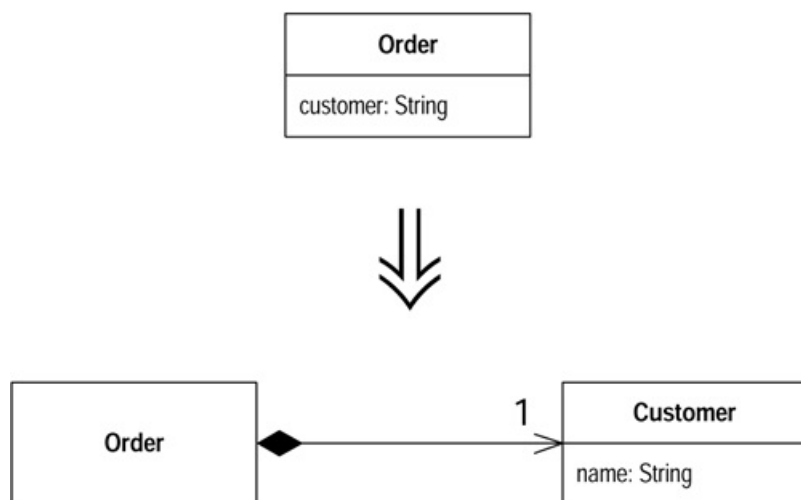 Order
customer: String
1
Order
Customer
name: String